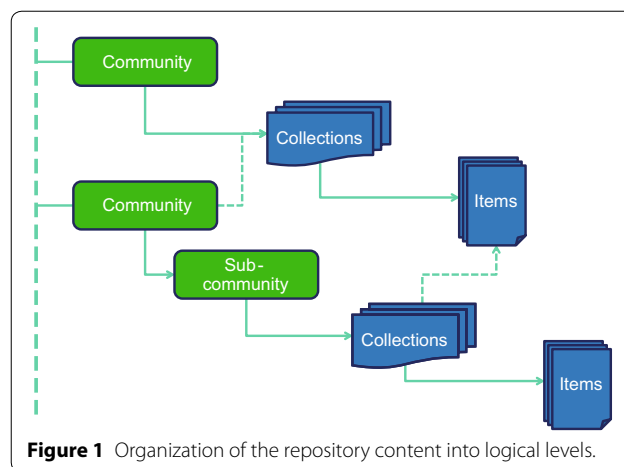 Community
Collections
Community
Items
Sub-
community
Collections
Items
Figure 1 Organization of the repository content into logical levels.